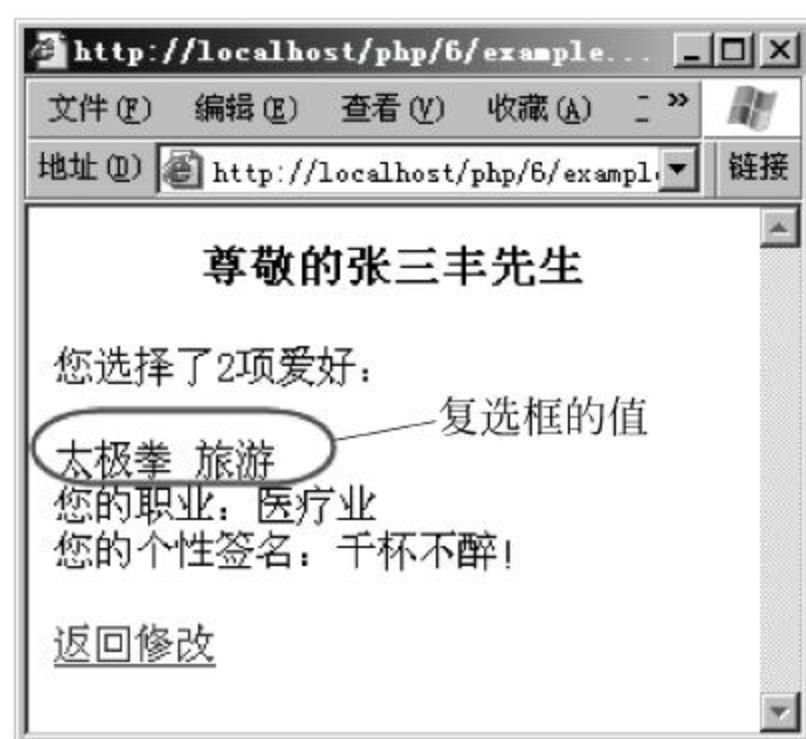 http://localhost/php/6/example...
文件(F) 编辑(E) 查看(V) 收藏(A) »
地址(D) http://localhost/php/6/exampl 链接
尊敬的张三丰先生
您选择了2项爱好:
复选框的值
太极拳 旅游
您的职业:医疗业
您的个性签名:千杯不醉!
返回修改